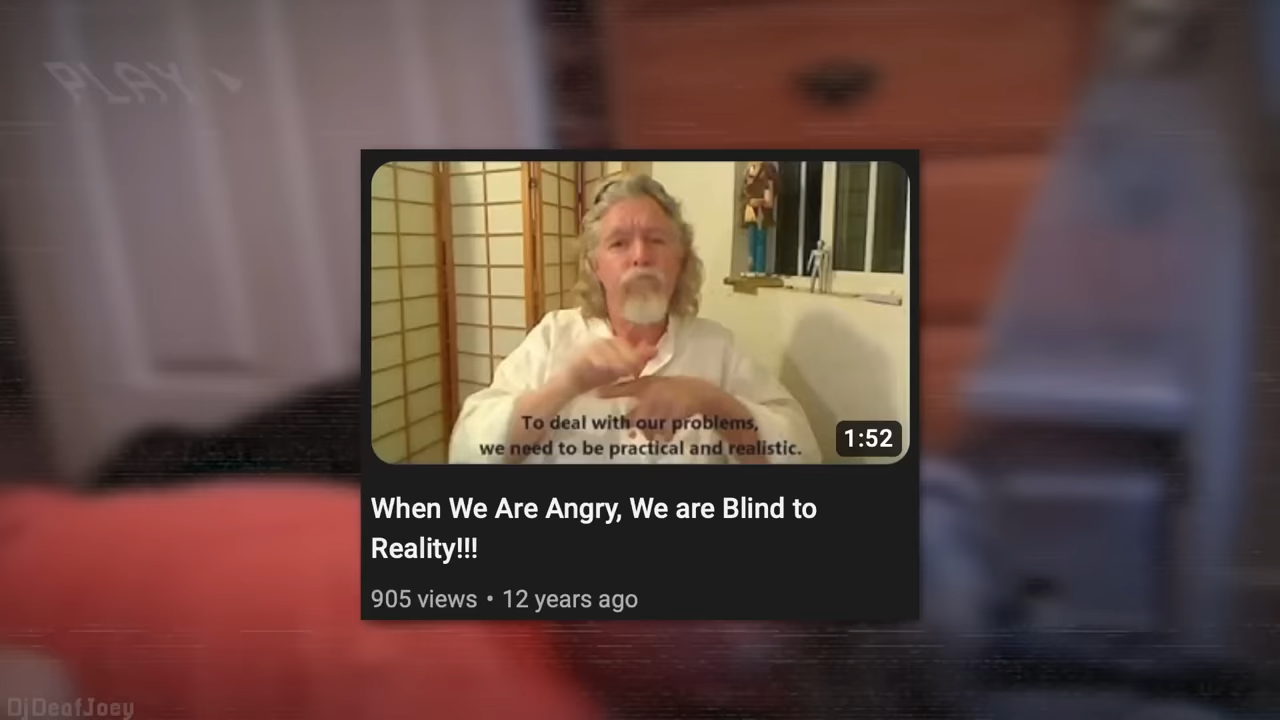 PLAY
To deal with our problems,
we need to be practical and realistic.
1:52
When We Are Angry, We are Blind to
Reality!!!
905 views • 12 years ago
DjDeafJoey